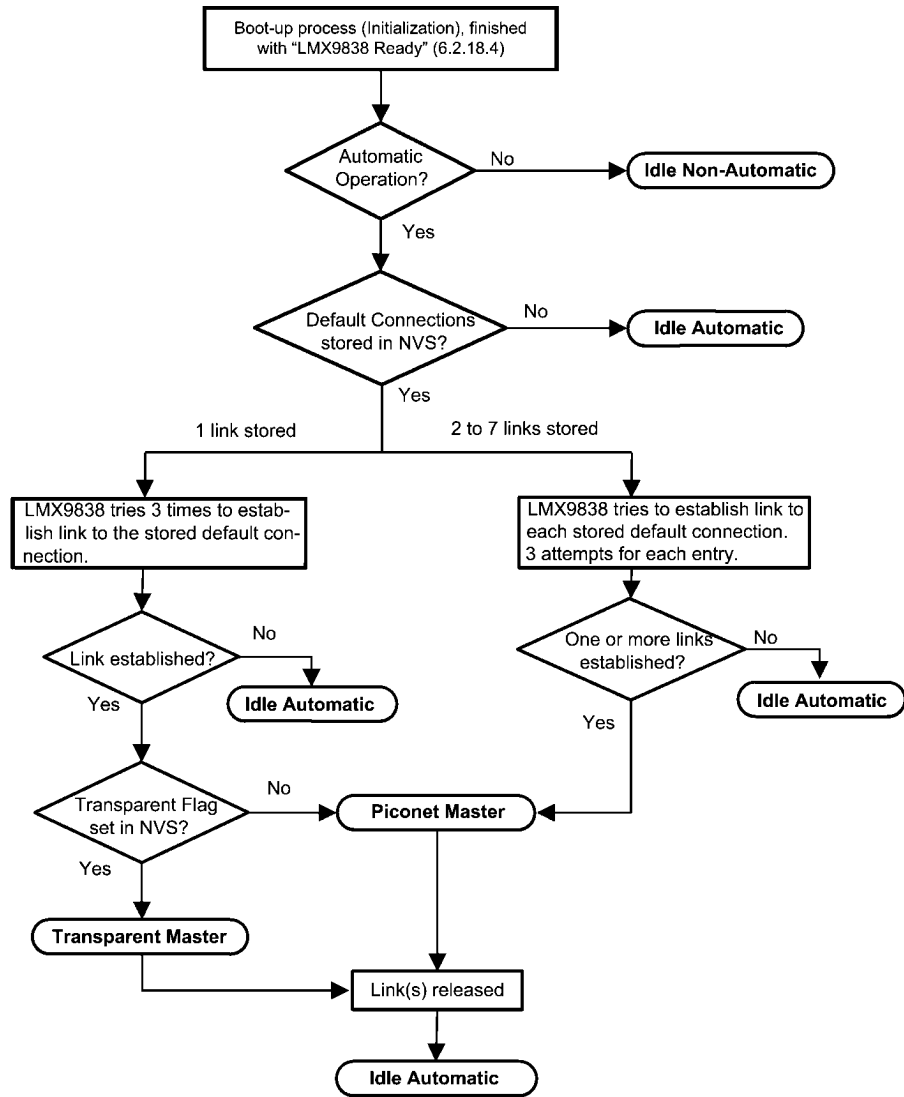 Boot-up process (Initialization), finished
with “LMX9838 Ready” (6.2.18.4)
Automatic
Operation?
No
Idle Non-Automatic
Yes
Default Connections
stored in NVS?
No
Idle Automatic
Yes
1 link stored
2 to 7 links stored
LMX9838 tries 3 times to estab-
lish link to the stored default con-
nection.
LMX9838 tries to establish link to
each stored default connection.
3 attempts for each entry.
Link established?
No
Idle Automatic
Yes
One or more links
established?
No
Idle Automatic
Yes
Transparent Flag
set in NVS?
No
Piconet Master
Yes
Transparent Master
Link(s) released
Idle Automatic